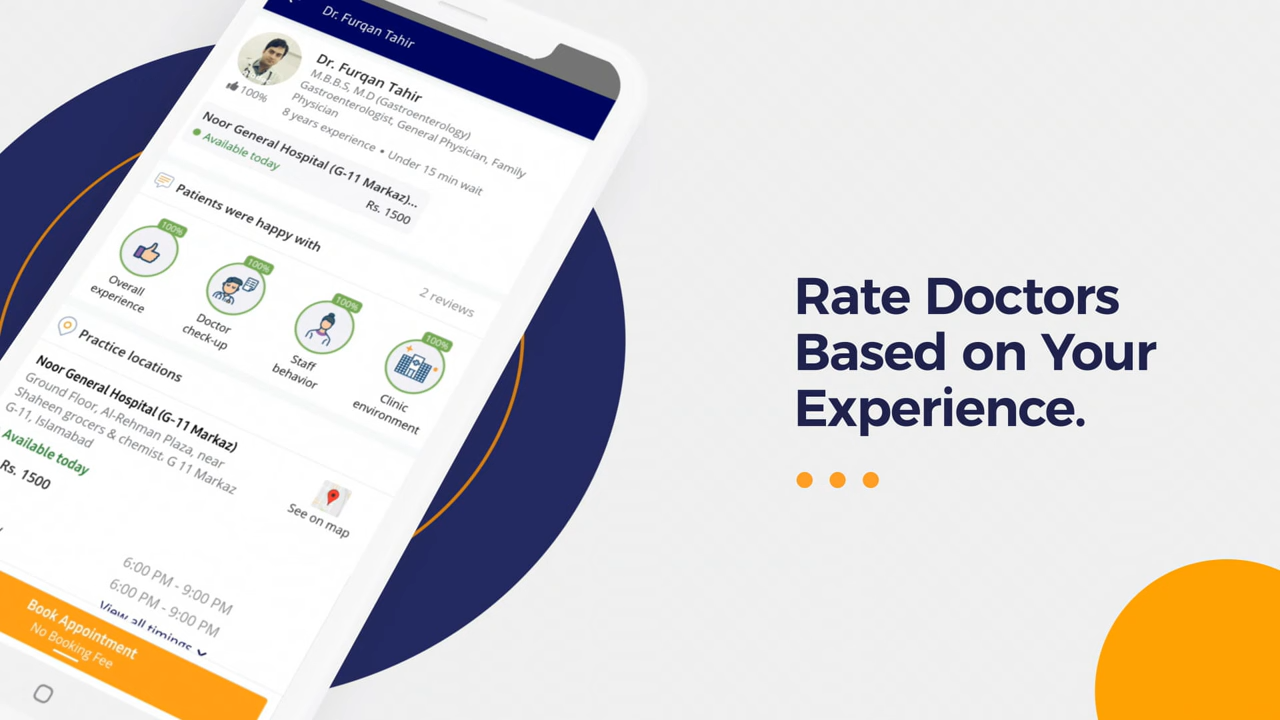 Dr. Furqan Tahir
Dr. Furqan Tahir
M.B.B.S, M.D (Gastroenterology)
Gastroenterologist, General Physician, Family
Physician
8 years experience • Under 15 min wait
100%
Noor General Hospital (G-11 Markaz)...
Available today
Rs. 1500
Patients were happy with
2 reviews
100%
Overall
experience
100%
Doctor
check-up
100%
Staff
behavior
100%
Clinic
environment
Practice locations
Noor General Hospital (G-11 Markaz)
Ground Floor, Al-Rehman Plaza, near
Shaheen grocers & chemist. G 11 Markaz
G-11, Islamabad
Available today
Rs. 1500
See on map
6:00 PM - 9:00 PM
6:00 PM - 9:00 PM
View all timings
Book Appointment
No Booking Fee
Rate Doctors
Based on Your
Experience.